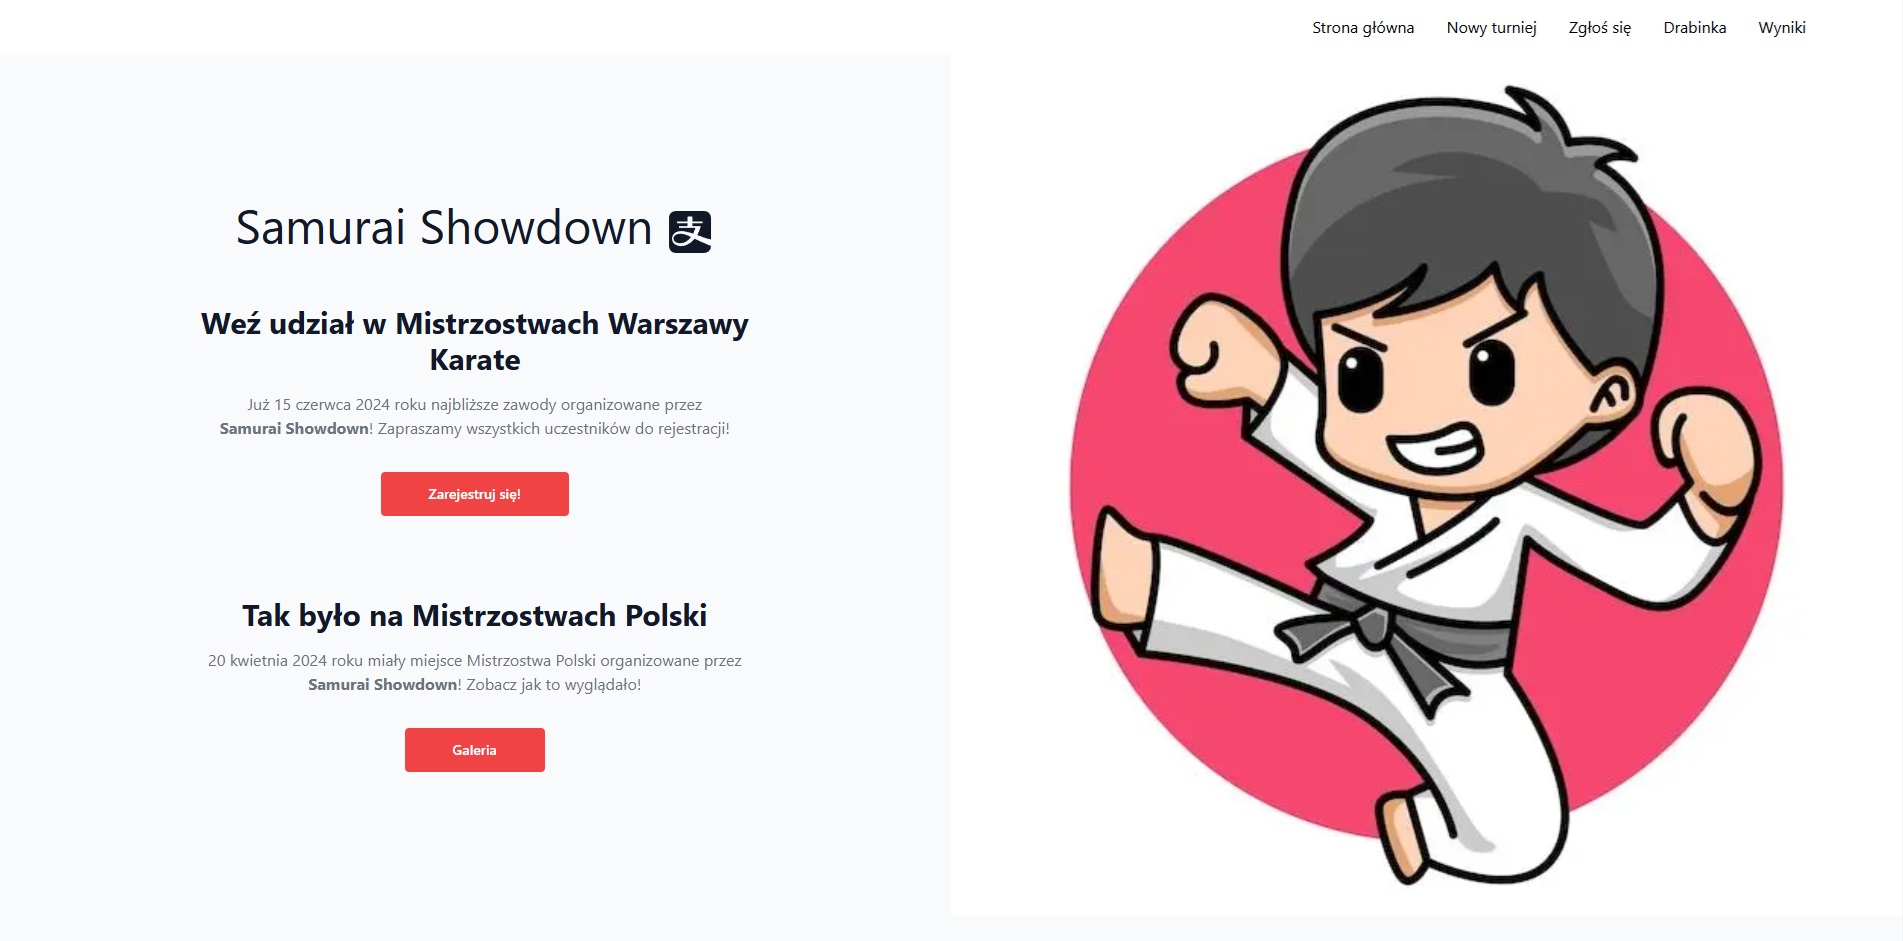 Strona główna Nowy turniej Zgłoś się Drabinka Wyniki
Samurai Showdown 支
Weź udział w Mistrzostwach Warszawy
Karate
Już 15 czerwca 2024 roku najbliższe zawody organizowane przez
Samurai Showdown! Zapraszamy wszystkich uczestników do rejestracji!
Zarejestruj się!
Tak było na Mistrzostwach Polski
20 kwietnia 2024 roku miały miejsce Mistrzostwa Polski organizowane przez
Samurai Showdown! Zobacz jak to wyglądało!
Galeria